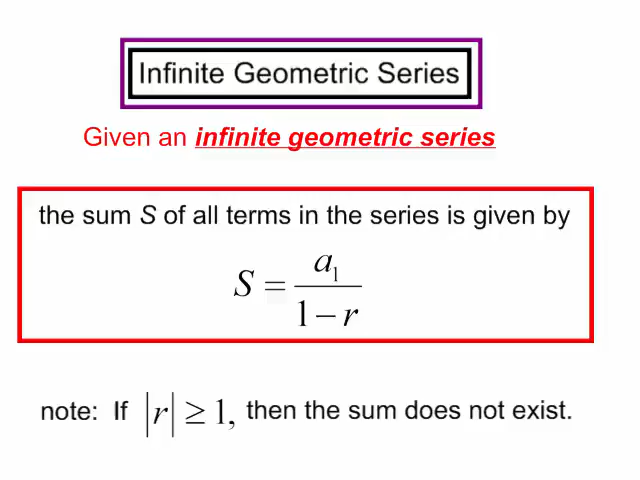 Infinite Geometric Series
Given an infinite geometric series
the sum S of all terms in the series is given by
S = a₁ / (1 − r)
note: If |r| ≥ 1, then the sum does not exist.